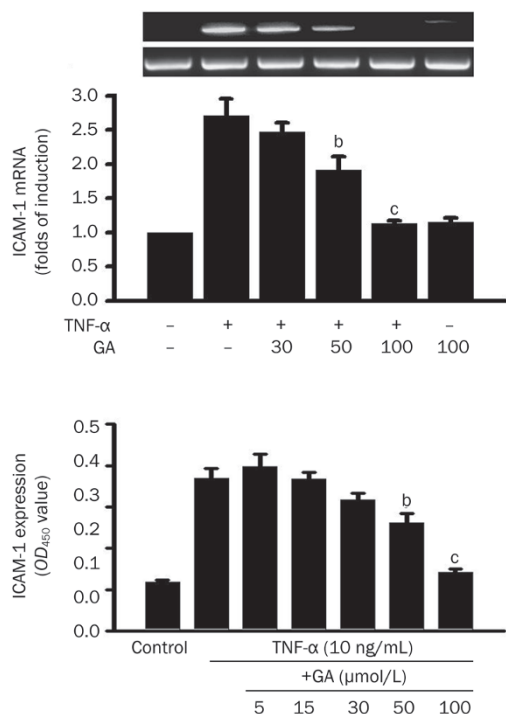 3.0
2.5
2.0
1.5
1.0
0.5
0.0
ICAM-1 mRNA
(folds of induction)
b
c
TNF-α – + + + + –
GA – – 30 50 100 100
0.5
0.4
0.3
0.2
0.1
0.0
0.0
ICAM-1 expression
(OD450 value)
b
c
Control TNF-α (10 ng/mL)
+GA (μmol/L)
5 15 30 50 100